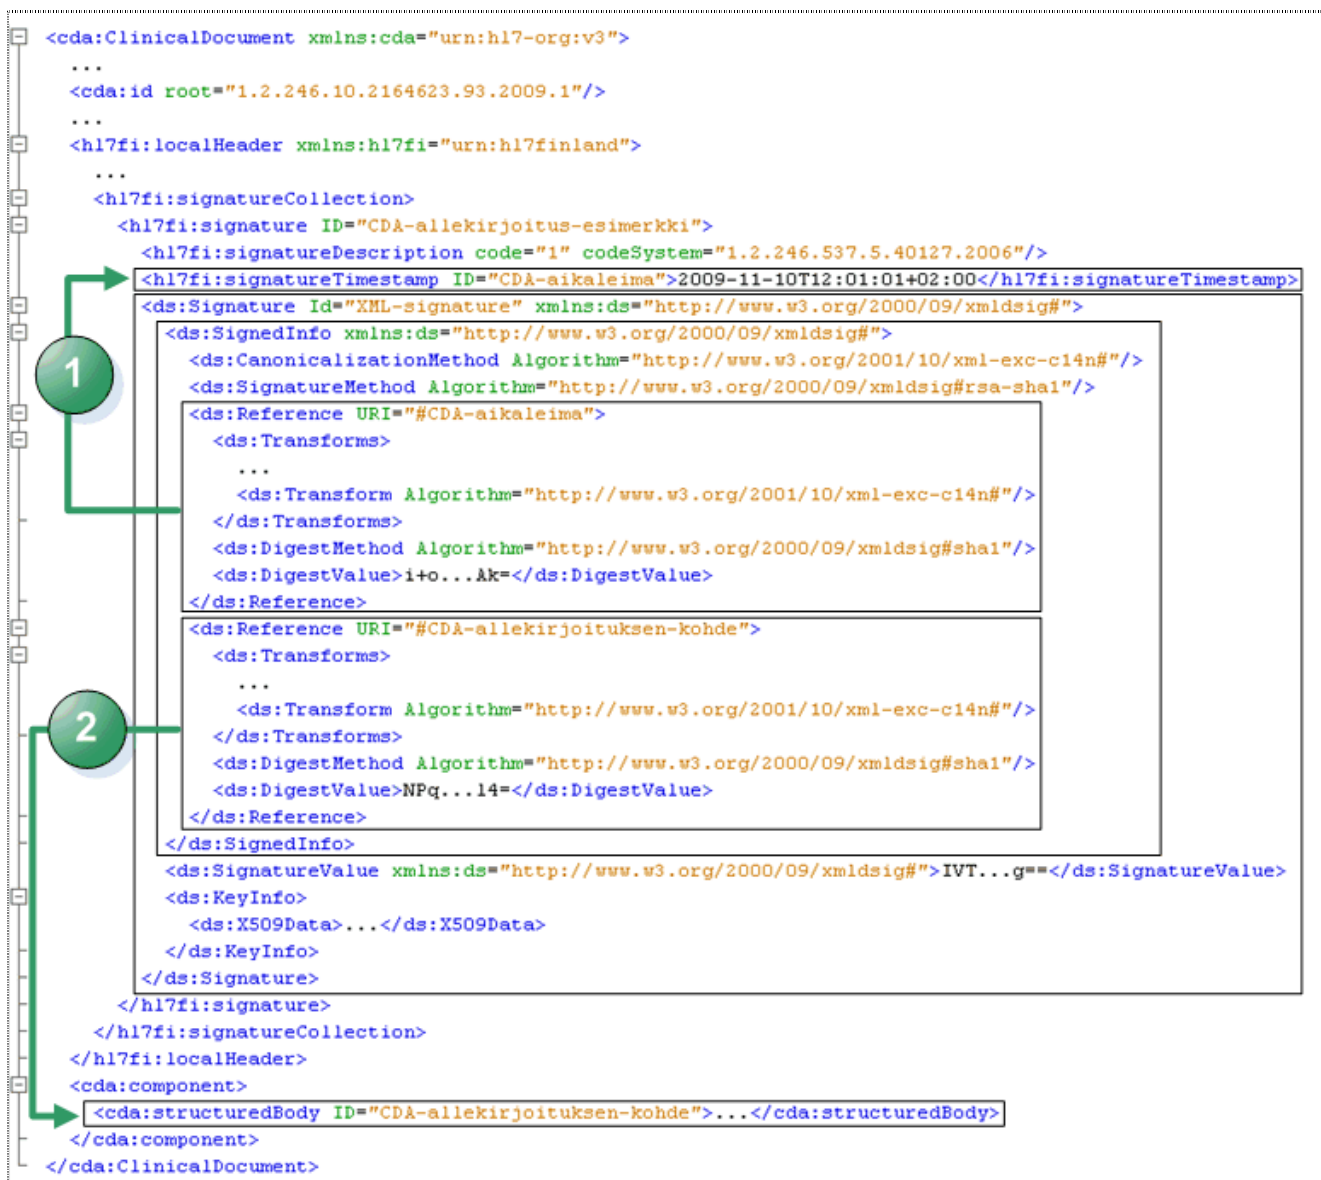 <cda:ClinicalDocument xmlns:cda="urn:hl7-org:v3">
...
<cda:id root="1.2.246.10.2164623.93.2009.1"/>
...
<hl7fi:localHeader xmlns:hl7fi="urn:hl7finland">
...
<hl7fi:signatureCollection>
<hl7fi:signature ID="CDA-allekirjoitus-esimerkki">
<hl7fi:signatureDescription code="1" codeSystem="1.2.246.537.5.40127.2006"/>
<hl7fi:signatureTimestamp ID="CDA-aikaleima">2009-11-10T12:01:01+02:00</hl7fi:signatureTimestamp>
<ds:Signature Id="XML-signature" xmlns:ds="http://www.w3.org/2000/09/xmldsig#">
<ds:SignedInfo xmlns:ds="http://www.w3.org/2000/09/xmldsig#">
<ds:CanonicalizationMethod Algorithm="http://www.w3.org/2001/10/xml-exc-c14n#"/>
1
<ds:SignatureMethod Algorithm="http://www.w3.org/2000/09/xmldsig#rsa-sha1"/>
<ds:Reference URI="#CDA-aikaleima">
<ds:Transforms>
...
<ds:Transform Algorithm="http://www.w3.org/2001/10/xml-exc-c14n#"/>
</ds:Transforms>
<ds:DigestMethod Algorithm="http://www.w3.org/2000/09/xmldsig#sha1"/>
<ds:DigestValue>i+o...Ak=</ds:DigestValue>
</ds:Reference>
<ds:Reference URI="#CDA-allekirjoituksen-kohde">
<ds:Transforms>
...
<ds:Transform Algorithm="http://www.w3.org/2001/10/xml-exc-c14n#"/>
2
</ds:Transforms>
<ds:DigestMethod Algorithm="http://www.w3.org/2000/09/xmldsig#sha1"/>
<ds:DigestValue>NPq...l4=</ds:DigestValue>
</ds:Reference>
</ds:SignedInfo>
<ds:SignatureValue xmlns:ds="http://www.w3.org/2000/09/xmldsig#">IVT...g==</ds:SignatureValue>
<ds:KeyInfo>
<ds:X509Data>...</ds:X509Data>
</ds:KeyInfo>
</ds:Signature>
</hl7fi:signature>
</hl7fi:signatureCollection>
</hl7fi:localHeader>
<cda:component>
<cda:structuredBody ID="CDA-allekirjoituksen-kohde">...</cda:structuredBody>
</cda:component>
</cda:ClinicalDocument>